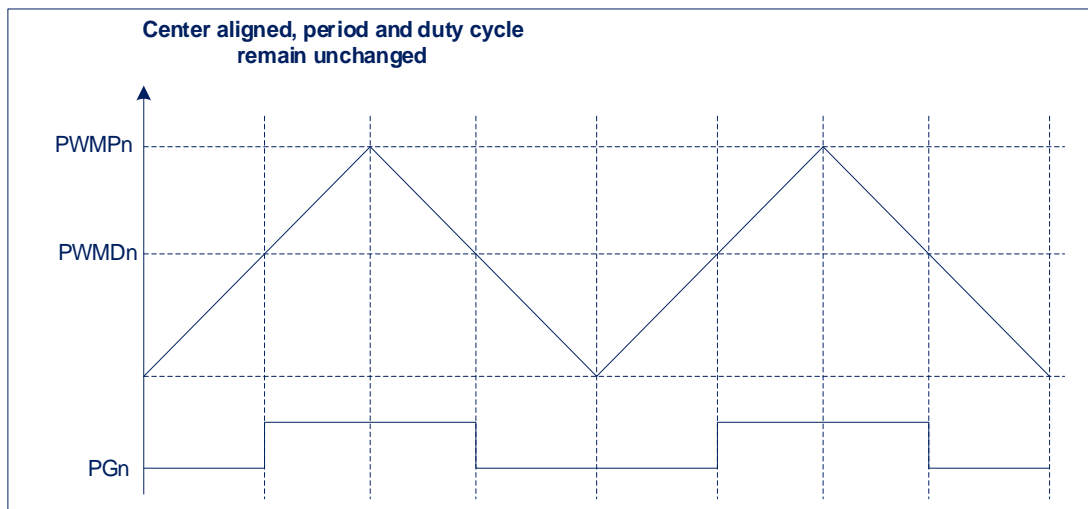 Center aligned, period and duty cycle
remain unchanged
PWMPn
PWMDn
PGn